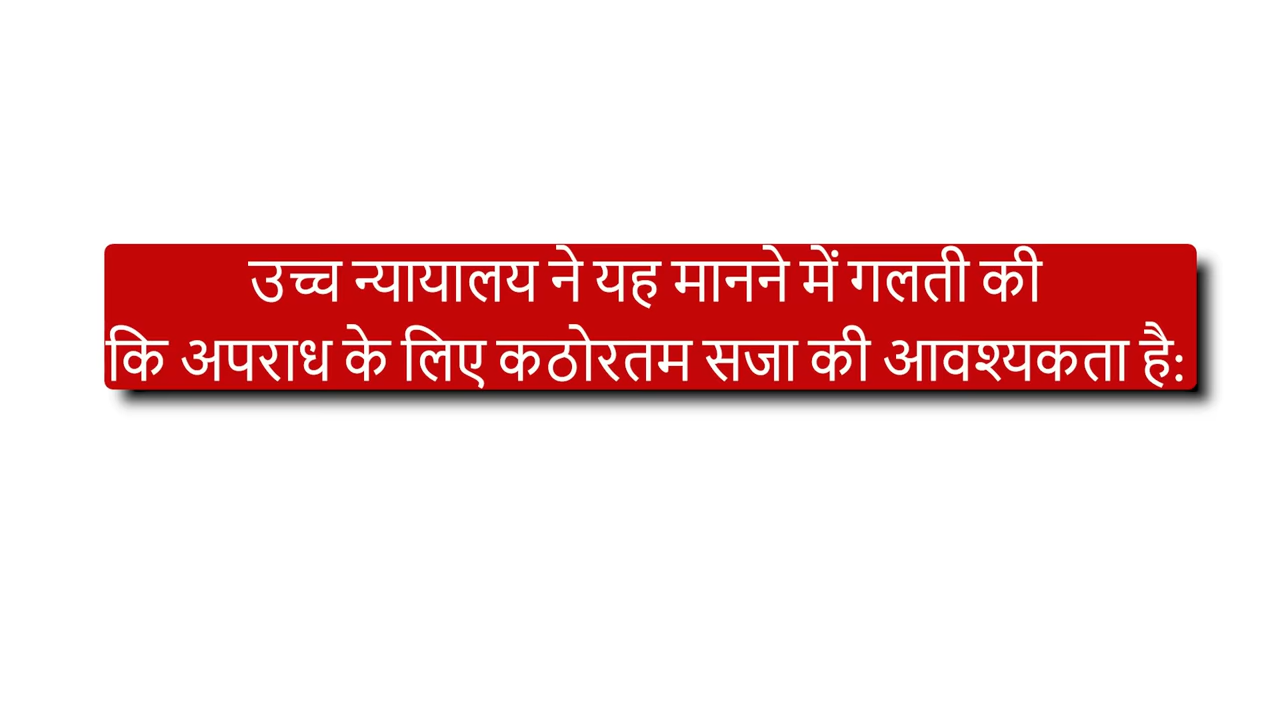 उच्च न्यायालय ने यह मानने में गलती की
कि अपराध के लिए कठोरतम सजा की आवश्यकता है: